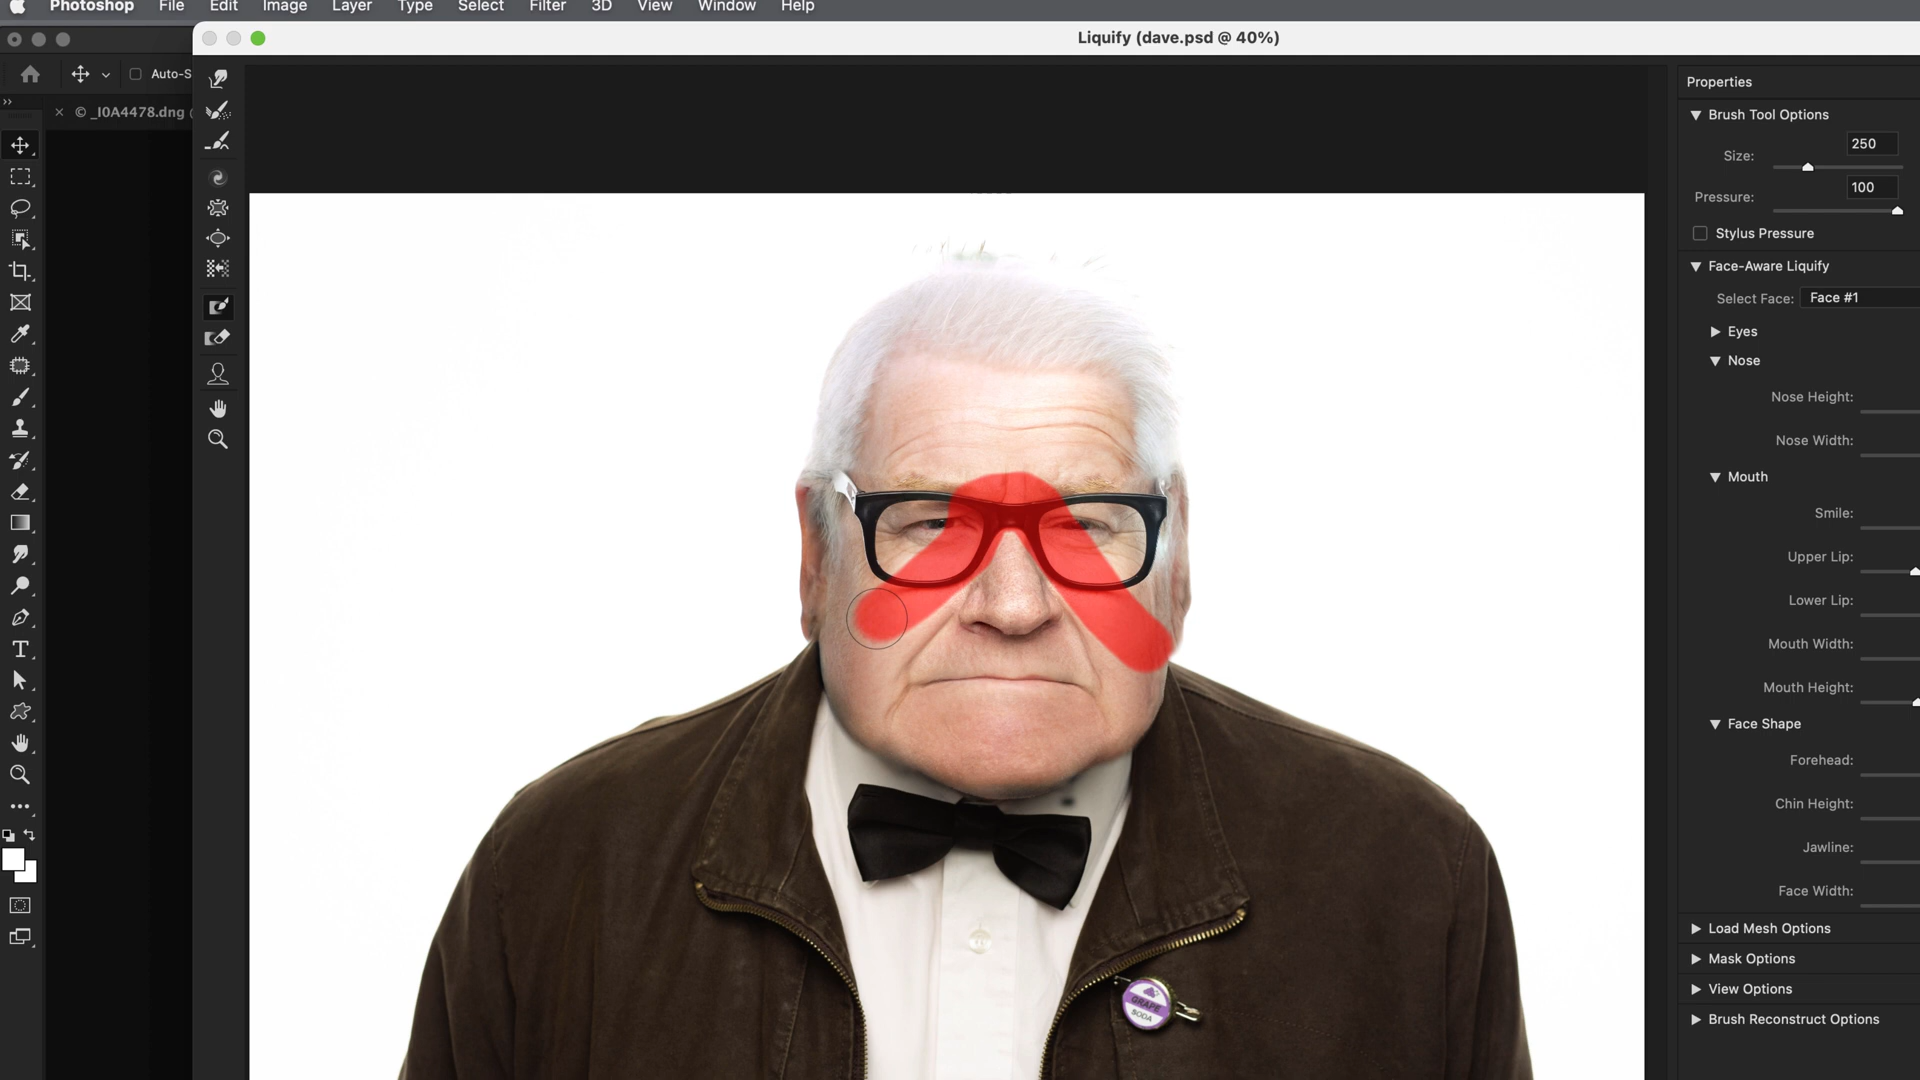 Photoshop File Edit Image Layer Type Select Filter 3D View Window Help
Liquify (dave.psd @ 40%)
Auto-S
× © _I0A4478.dng (
Properties
Brush Tool Options
Size: 250
Pressure: 100
Stylus Pressure
Face-Aware Liquify
Select Face: Face #1
Eyes
Nose
Nose Height:
Nose Width:
Mouth
Smile:
Upper Lip:
Lower Lip:
Mouth Width:
Mouth Height:
Face Shape
Forehead:
Chin Height:
Jawline:
Face Width:
Load Mesh Options
Mask Options
View Options
Brush Reconstruct Options
GRAPE
SODA